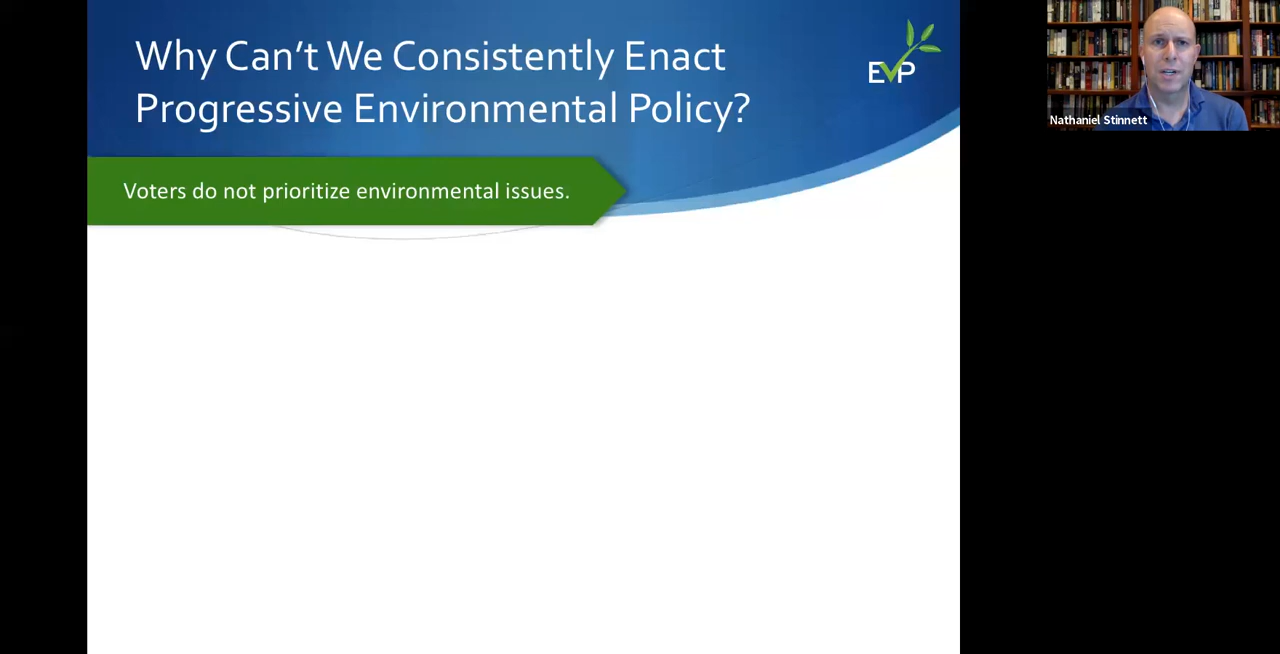 Why Can't We Consistently Enact
Progressive Environmental Policy?
EVP
Voters do not prioritize environmental issues.
Nathaniel Stinnett